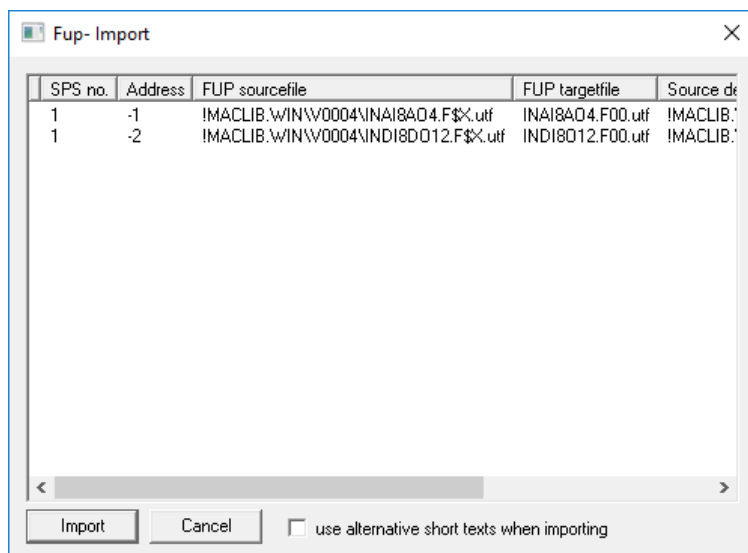 Fup- Import
SPS no. Address FUP sourcefile FUP targetfile Source de
1 -1 !MACLIB.WIN\V0004\INAI8AO4.F$X.utf INAI8AO4.F00.utf !MACLIB.'
1 -2 !MACLIB.WIN\V0004\INDI8DO12.F$X.utf INDI8O12.F00.utf !MACLIB.'
Import Cancel use alternative short texts when importing